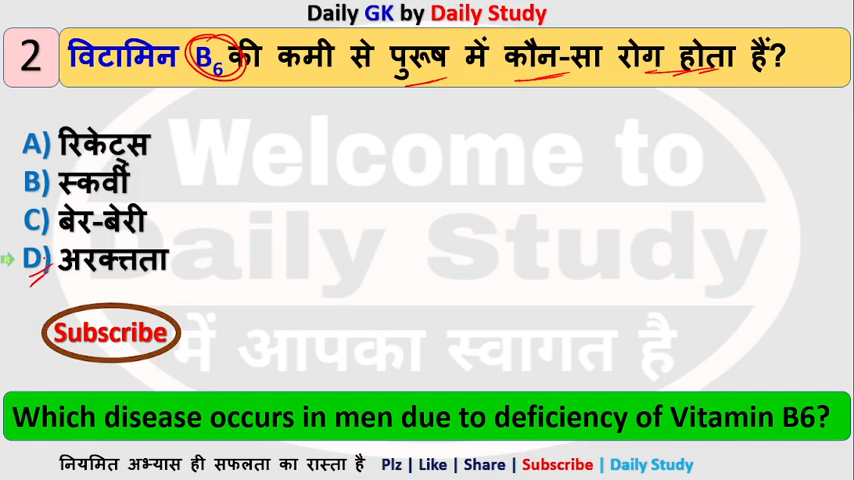 Daily GK by Daily Study
2 विटामिन B6 की कमी से पुरूष में कौन-सा रोग होता हैं?
Welcome to
A) रिकेट्स
B) स्कर्वी
C) बेर-बेरी
Daily Study
D) अरक्त्तता
Subscribe
में आपका स्वागत है
Which disease occurs in men due to deficiency of Vitamin B6?
नियमित अभ्यास ही सफलता का रास्ता है Plz | Like | Share | Subscribe | Daily Study